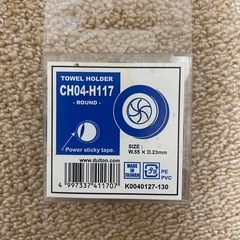 TOWEL HOLDER
CH04-H117
- ROUND -
Power sticky tape.
SIZE :
W.55 × D.23mm
http://www.dulton.com
4 997337 411707
MADE IN
TAIWAN
PE
PVC
K0040127-130